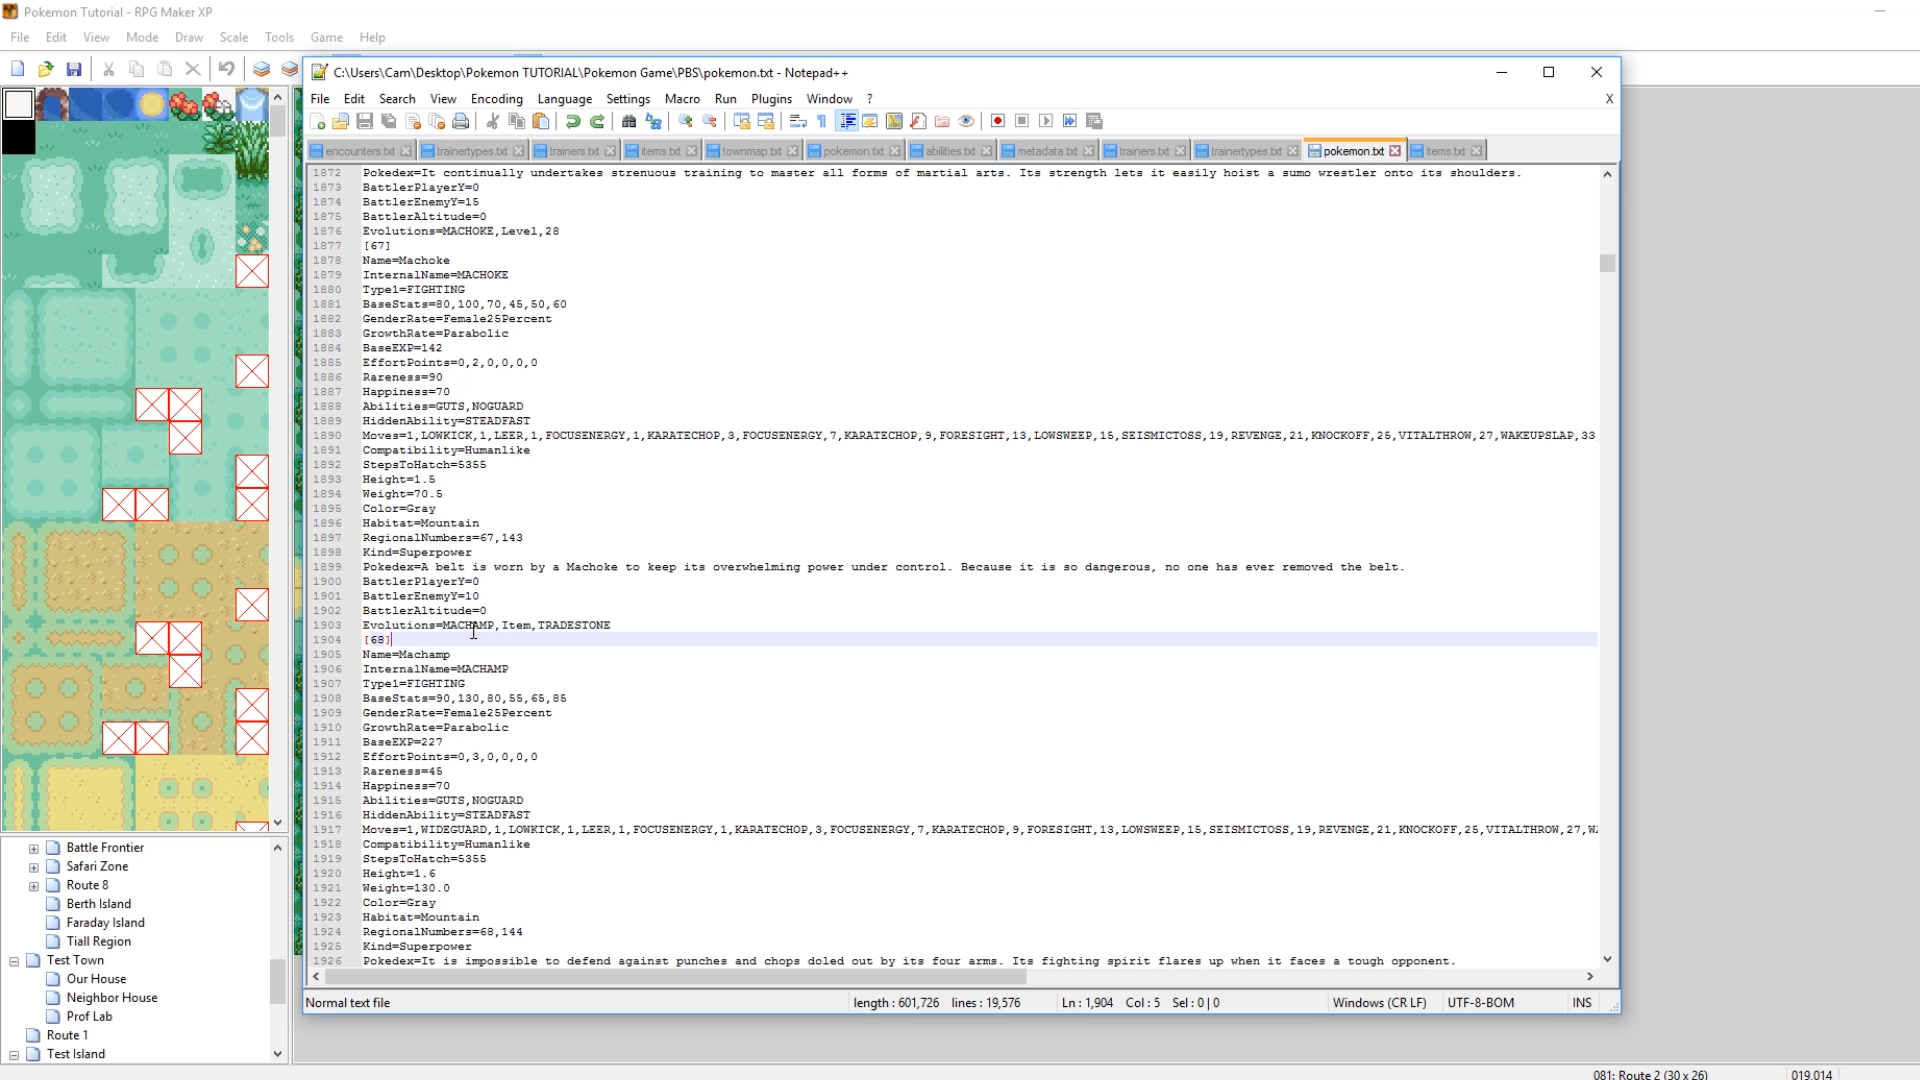 Pokemon Tutorial - RPG Maker XP
File Edit View Mode Draw Scale Tools Game Help
C:\Users\Cam\Desktop\Pokemon TUTORIAL\Pokemon Game\PBS\pokemon.txt - Notepad++
File Edit Search View Encoding Language Settings Macro Run Plugins Window ? X
encounters.txt trainertypes.txt trainers.txt items.txt townmap.txt pokemon.txt abilities.txt metadata.txt trainers.txt trainertypes.txt pokemon.txt items.txt
1872 Pokedex=It continually undertakes strenuous training to master all forms of martial arts. Its strength lets it easily hoist a sumo wrestler onto its shoulders.
1873 BattlerPlayerY=0
1874 BattlerEnemyY=15
1875 BattlerAltitude=0
1876 Evolutions=MACHOKE,Level,28
1877 [67]
1878 Name=Machoke
1879 InternalName=MACHOKE
1880 Type1=FIGHTING
1881 BaseStats=80,100,70,45,50,60
1882 GenderRate=Female25Percent
1883 GrowthRate=Parabolic
1884 BaseEXP=142
1885 EffortPoints=0,2,0,0,0,0
1886 Rareness=90
1887 Happiness=70
1888 Abilities=GUTS,NOGUARD
1889 HiddenAbility=STEADFAST
1890 Moves=1,LOWKICK,1,LEER,1,FOCUSENERGY,1,KARATECHOP,3,FOCUSENERGY,7,KARATECHOP,9,FORESIGHT,13,LOWSWEEP,15,SEISMICTOSS,19,REVENGE,21,KNOCKOFF,25,VITALTHROW,27,WAKEUPSLAP,33
1891 Compatibility=Humanlike
1892 StepsToHatch=5355
1893 Height=1.5
1894 Weight=70.5
1895 Color=Gray
1896 Habitat=Mountain
1897 RegionalNumbers=67,143
1898 Kind=Superpower
1899 Pokedex=A belt is worn by a Machoke to keep its overwhelming power under control. Because it is so dangerous, no one has ever removed the belt.
1900 BattlerPlayerY=0
1901 BattlerEnemyY=10
1902 BattlerAltitude=0
1903 Evolutions=MACHAMP,Item,TRADESTONE
1904 [68]
1905 Name=Machamp
1906 InternalName=MACHAMP
1907 Type1=FIGHTING
1908 BaseStats=90,130,80,55,65,85
1909 GenderRate=Female25Percent
1910 GrowthRate=Parabolic
1911 BaseEXP=227
1912 EffortPoints=0,3,0,0,0,0
1913 Rareness=45
1914 Happiness=70
1915 Abilities=GUTS,NOGUARD
1916 HiddenAbility=STEADFAST
1917 Moves=1,WIDEGUARD,1,LOWKICK,1,LEER,1,FOCUSENERGY,1,KARATECHOP,3,FOCUSENERGY,7,KARATECHOP,9,FORESIGHT,13,LOWSWEEP,15,SEISMICTOSS,19,REVENGE,21,KNOCKOFF,25,VITALTHROW,27,
1918 Compatibility=Humanlike
1919 StepsToHatch=5355
1920 Height=1.6
1921 Weight=130.0
1922 Color=Gray
1923 Habitat=Mountain
1924 RegionalNumbers=68,144
1925 Kind=Superpower
1926 Pokedex=It is impossible to defend against punches and chops doled out by its four arms. Its fighting spirit flares up when it faces a tough opponent.
Normal text file length : 601,726 lines : 19,576 Ln : 1,904 Col : 5 Sel : 0 | 0 Windows (CR LF) UTF-8-BOM INS
Battle Frontier
Safari Zone
Route 8
Berth Island
Faraday Island
Tiall Region
Test Town
Our House
Neighbor House
Prof Lab
Route 1
Test Island
081: Route 2 (30 x 26) 019.014